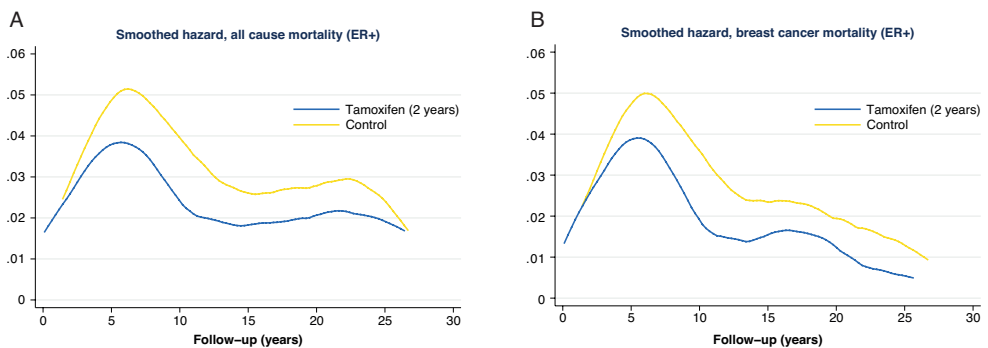 A
Smoothed hazard, all cause mortality (ER+)
.06
.05
.04
.03
.02
.01
0
Tamoxifen (2 years)
Control
0 5 10 15 20 25 30
Follow−up (years)
B
Smoothed hazard, breast cancer mortality (ER+)
.06
.05
.04
.03
.02
.01
0
Tamoxifen (2 years)
Control
0 5 10 15 20 25 30
Follow−up (years)